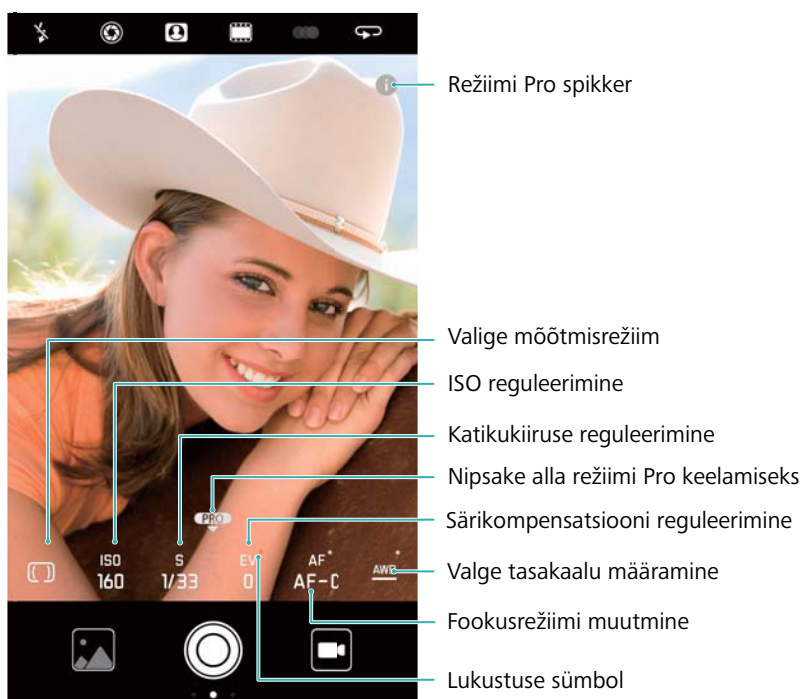 Režiimi Pro spikker
Valige mõõtmisrežiim
ISO reguleerimine
Katikukiiruse reguleerimine
Nipsake alla režiimi Pro keelamiseks
Särikompensatsiooni reguleerimine
Valge tasakaalu määramine
Fookusrežiimi muutmine
Lukustuse sümbol
PRO
ISO S EV AF AWB
160 1/33 0 AF-C